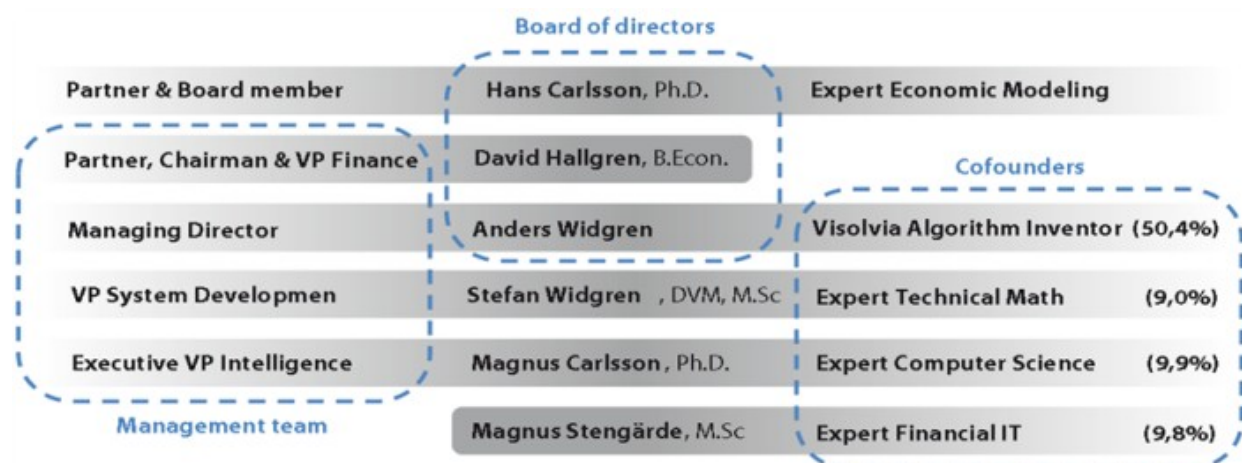 Board of directors
Partner & Board member Hans Carlsson, Ph.D. Expert Economic Modeling
Partner, Chairman & VP Finance David Hallgren, B.Econ.
Cofounders
Managing Director Anders Widgren Visolvia Algorithm Inventor (50,4%)
VP System Developmen Stefan Widgren , DVM, M.Sc Expert Technical Math (9,0%)
Executive VP Intelligence Magnus Carlsson, Ph.D. Expert Computer Science (9,9%)
Management team
Magnus Stengärde, M.Sc Expert Financial IT (9,8%)